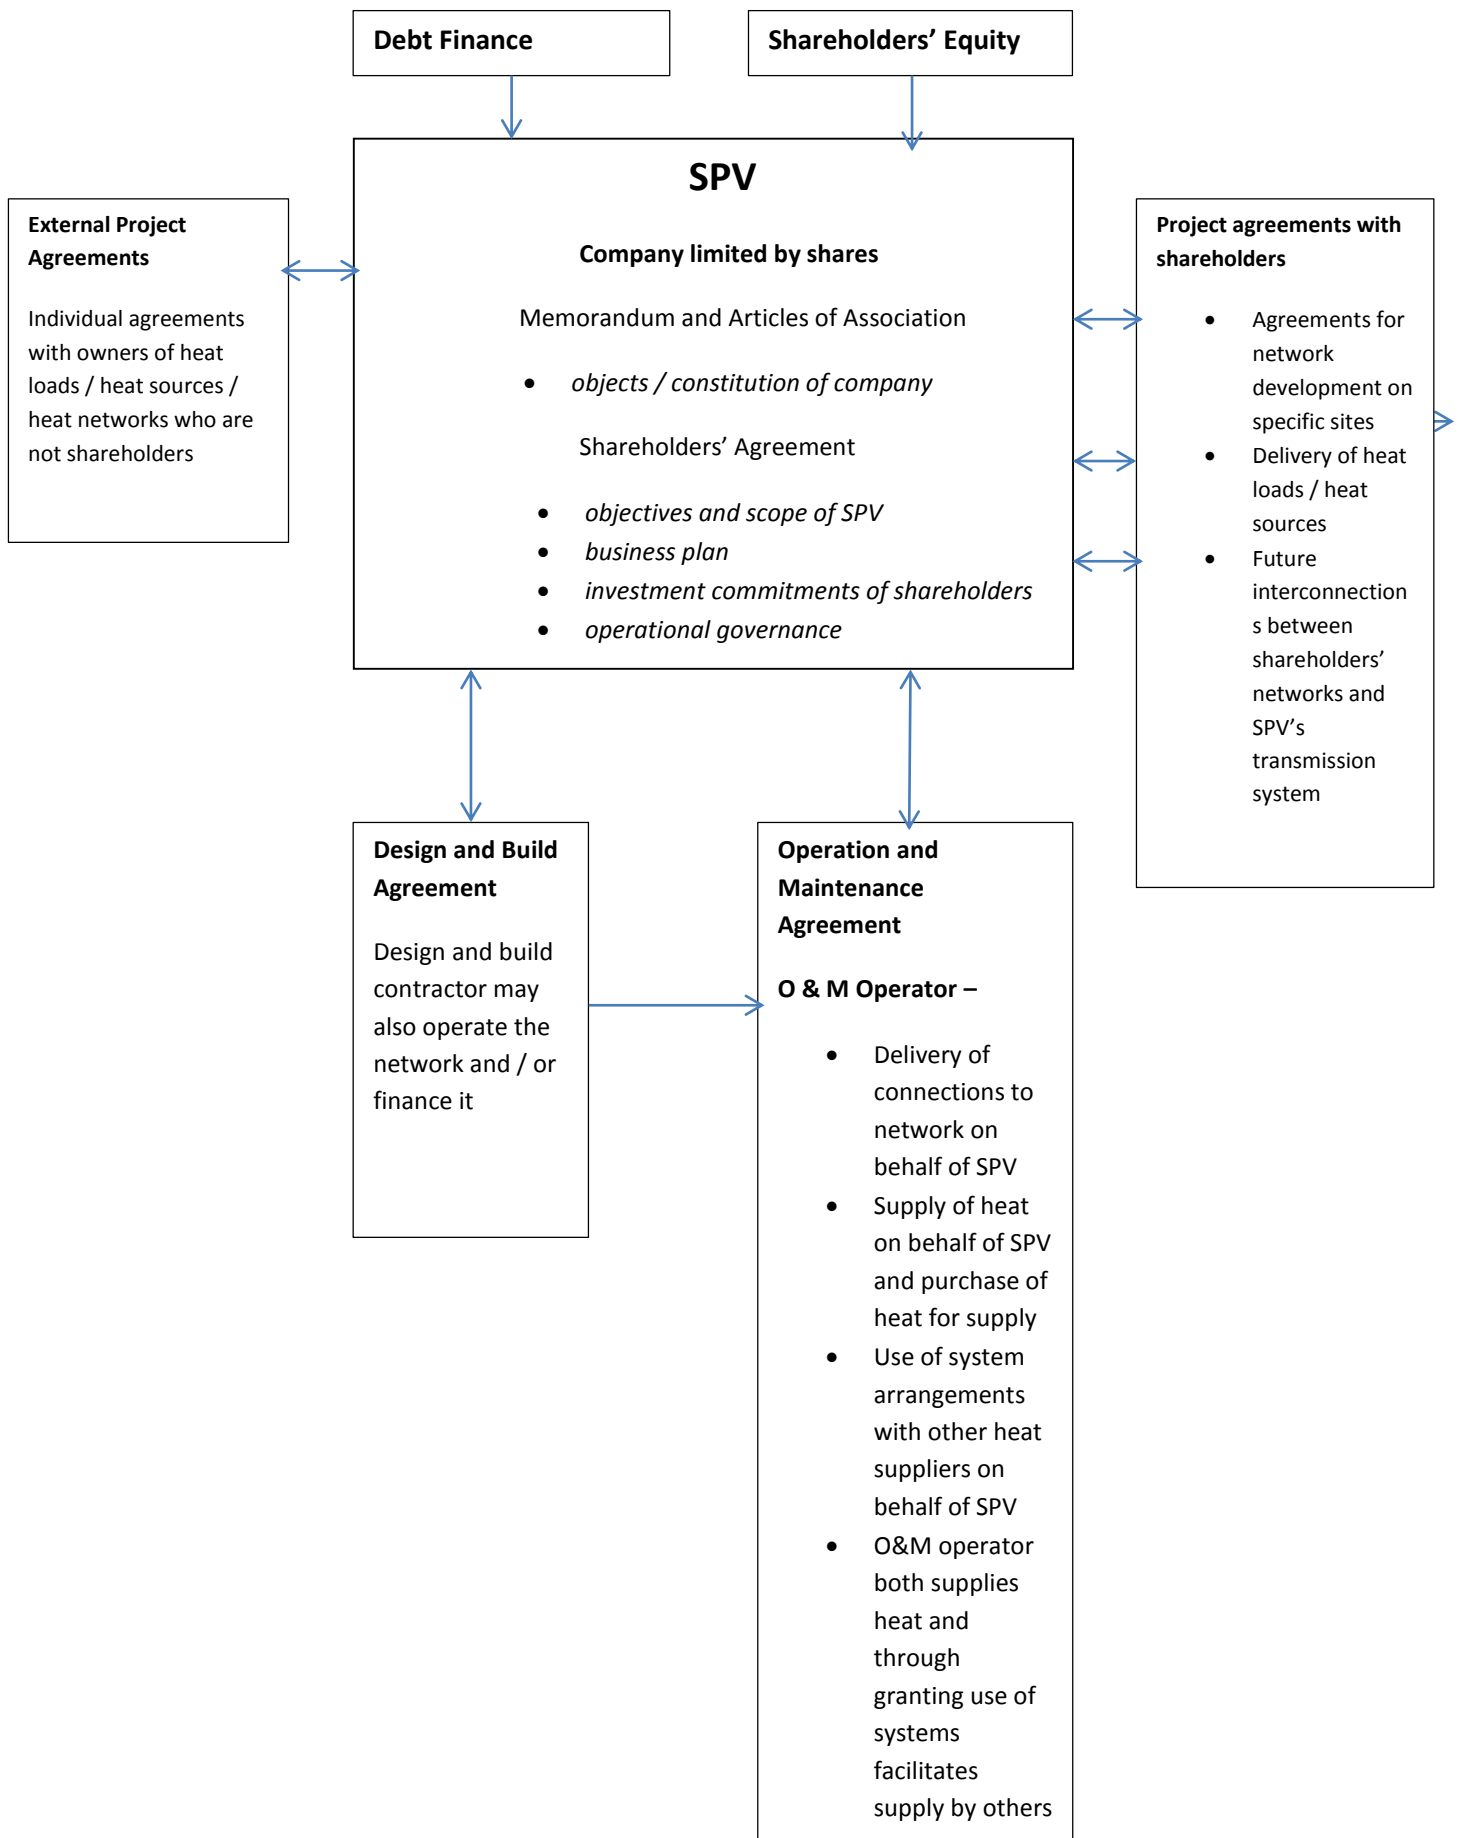 Debt Finance
Shareholders’ Equity
SPV
Company limited by shares
Memorandum and Articles of Association
• objects / constitution of company
Shareholders’ Agreement
• objectives and scope of SPV
• business plan
• investment commitments of shareholders
• operational governance
External Project
Agreements
Individual agreements
with owners of heat
loads / heat sources /
heat networks who are
not shareholders
Project agreements with
shareholders
• Agreements for
network
development on
specific sites
• Delivery of heat
loads / heat
sources
• Future
interconnection
s between
shareholders’
networks and
SPV’s
transmission
system
Design and Build
Agreement
Design and build
contractor may
also operate the
network and / or
finance it
Operation and
Maintenance
Agreement
O & M Operator –
• Delivery of
connections to
network on
behalf of SPV
• Supply of heat
on behalf of SPV
and purchase of
heat for supply
• Use of system
arrangements
with other heat
suppliers on
behalf of SPV
• O&M operator
both supplies
heat and
through
granting use of
systems
facilitates
supply by others